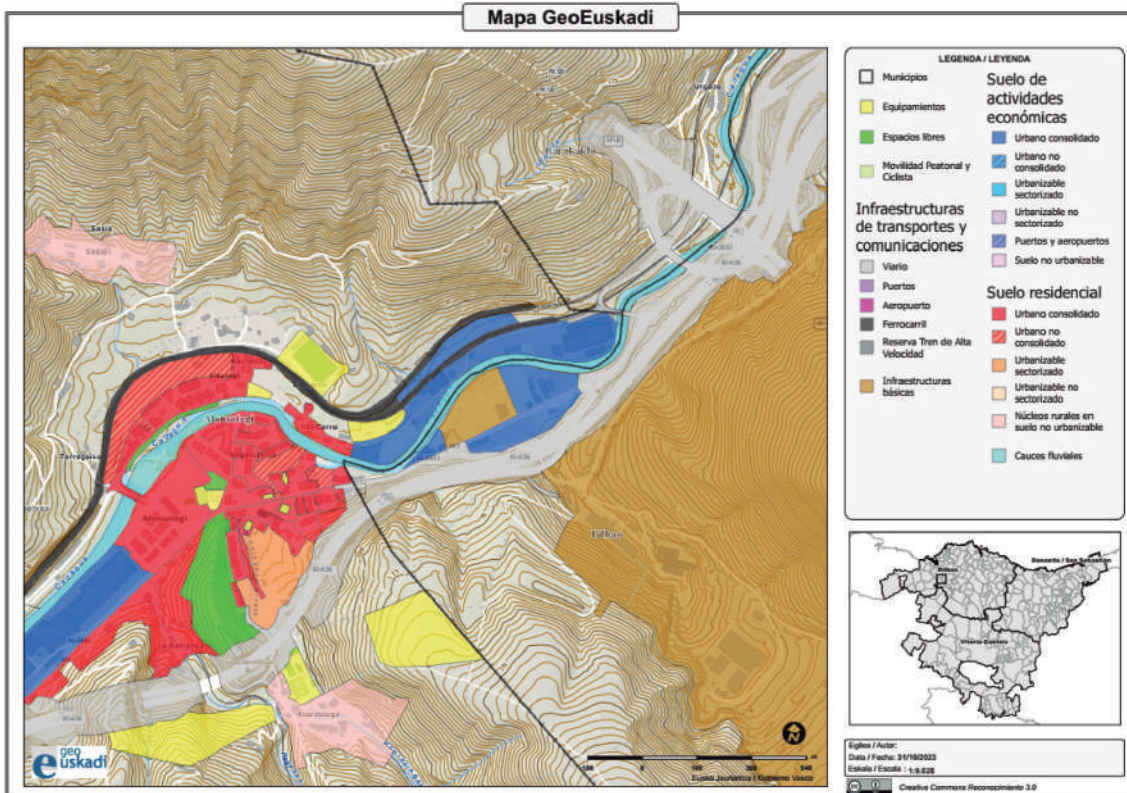 Mapa GeoEuskadi
LEGENDA / LEYENDA
Municipios
Equipamientos
Espacios libres
Movilidad Peatonal y
Ciclista
Infraestructuras
de transportes y
comunicaciones
Viario
Puertos
Aeropuerto
Ferrocarril
Reserva Tren de Alta
Velocidad
Infraestructuras
básicas
Suelo de
actividades
económicas
Urbano consolidado
Urbano no
consolidado
Urbanizable
sectorizado
Urbanizable no
sectorizado
Puertos y aeropuertos
Suelo no urbanizable
Suelo residencial
Urbano consolidado
Urbano no
consolidado
Urbanizable
sectorizado
Urbanizable no
sectorizado
Núcleos rurales en
suelo no urbanizable
Cauces fluviales
Barakaldo
Sasia
Alonsotegi
Carro
Bilbao
geo
euskadi
N
0
Eusko Jaurlaritza / Gobierno Vasco
Bilbao
Donostia / San Sebastián
Vitoria-Gasteiz
Egilea / Autor:
Data / Fecha: 31/10/2023
Eskala / Escala : 1:9.028
Creative Commons Reconocimiento 3.0